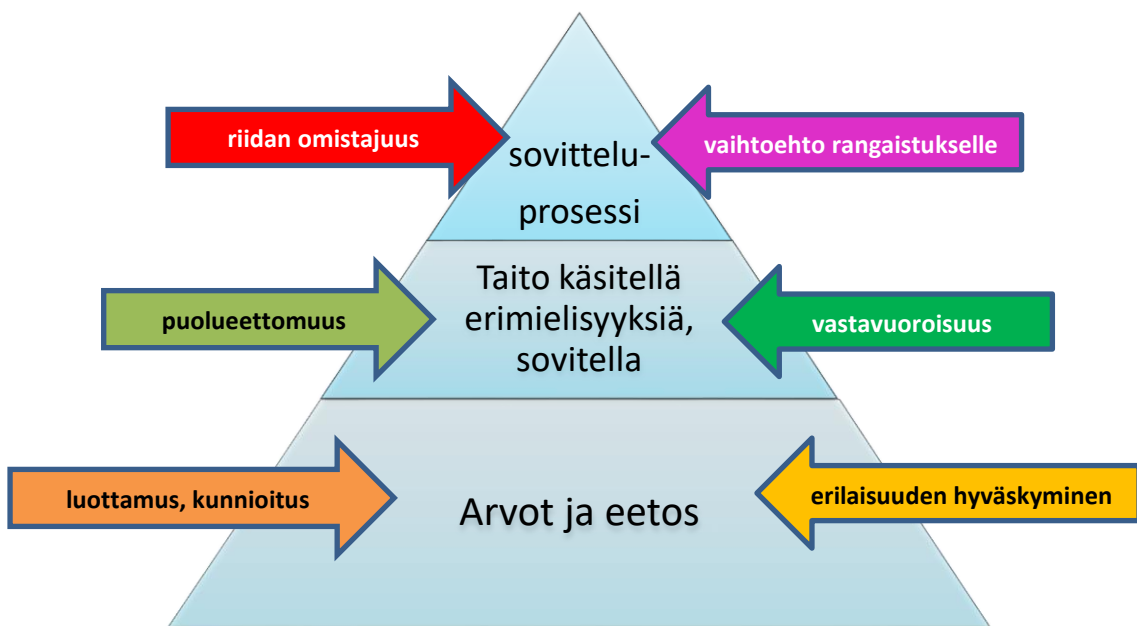 riidan omistajuus
vaihtoehto rangaistukselle
sovittelu-
prosessi
Taito käsitellä
erimielisyyksiä,
sovitella
puolueettomuus
vastavuoroisuus
luottamus, kunnioitus
erilaisuuden hyväskyminen
Arvot ja eetos